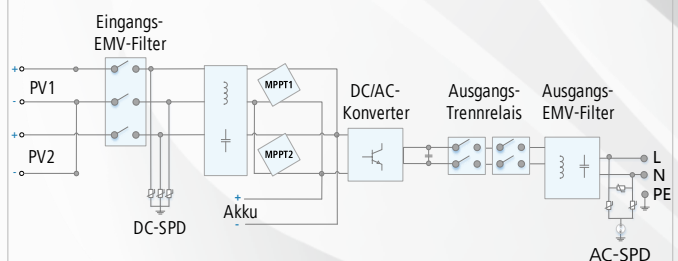 Eingangs-
EMV-Filter
+
PV1
-
+
PV2
-
DC-SPD
MPPT1
MPPT2
+
Akku
-
DC/AC-
Konverter
Ausgangs-
Trennrelais
Ausgangs-
EMV-Filter
L
N
PE
AC-SPD